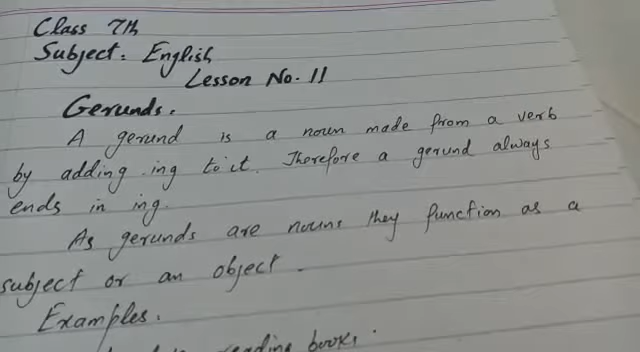 Class 7th
Subject: English
Lesson No. 11
Gerunds.
A gerund is a noun made from a verb
by adding -ing to it. Therefore a gerund always
ends in ing.
As gerunds are nouns they function as a
subject or an object.
Examples.
reading books.